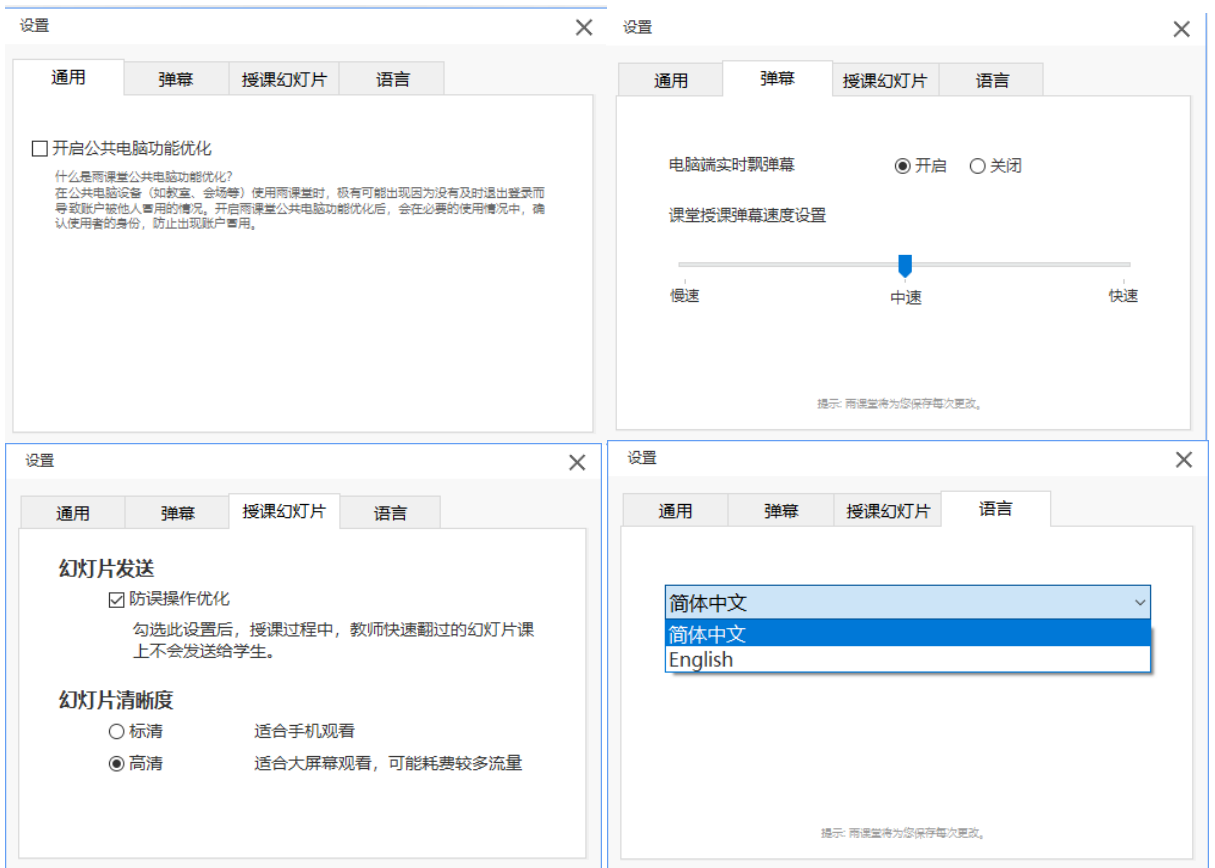 设置
通用
弹幕
授课幻灯片
语言
开启公共电脑功能优化
什么是雨课堂公共电脑功能优化?
在公共电脑设备（如教室、会场等）使用雨课堂时，极有可能出现因为没有及时退出登录而
导致账户被他人冒用的情况。开启雨课堂公共电脑功能优化后，会在必要的使用情况中，确
认使用者的身份，防止出现账户冒用。
设置
通用
弹幕
授课幻灯片
语言
电脑端实时飘弹幕
开启
关闭
课堂授课弹幕速度设置
慢速
中速
快速
提示: 雨课堂将为您保存每次更改。
设置
通用
弹幕
授课幻灯片
语言
幻灯片发送
防误操作优化
勾选此设置后，授课过程中，教师快速翻过的幻灯片课
上不会发送给学生。
幻灯片清晰度
标清 适合手机观看
高清 适合大屏幕观看，可能耗费较多流量
设置
通用
弹幕
授课幻灯片
语言
简体中文
简体中文
English
提示: 雨课堂将为您保存每次更改。